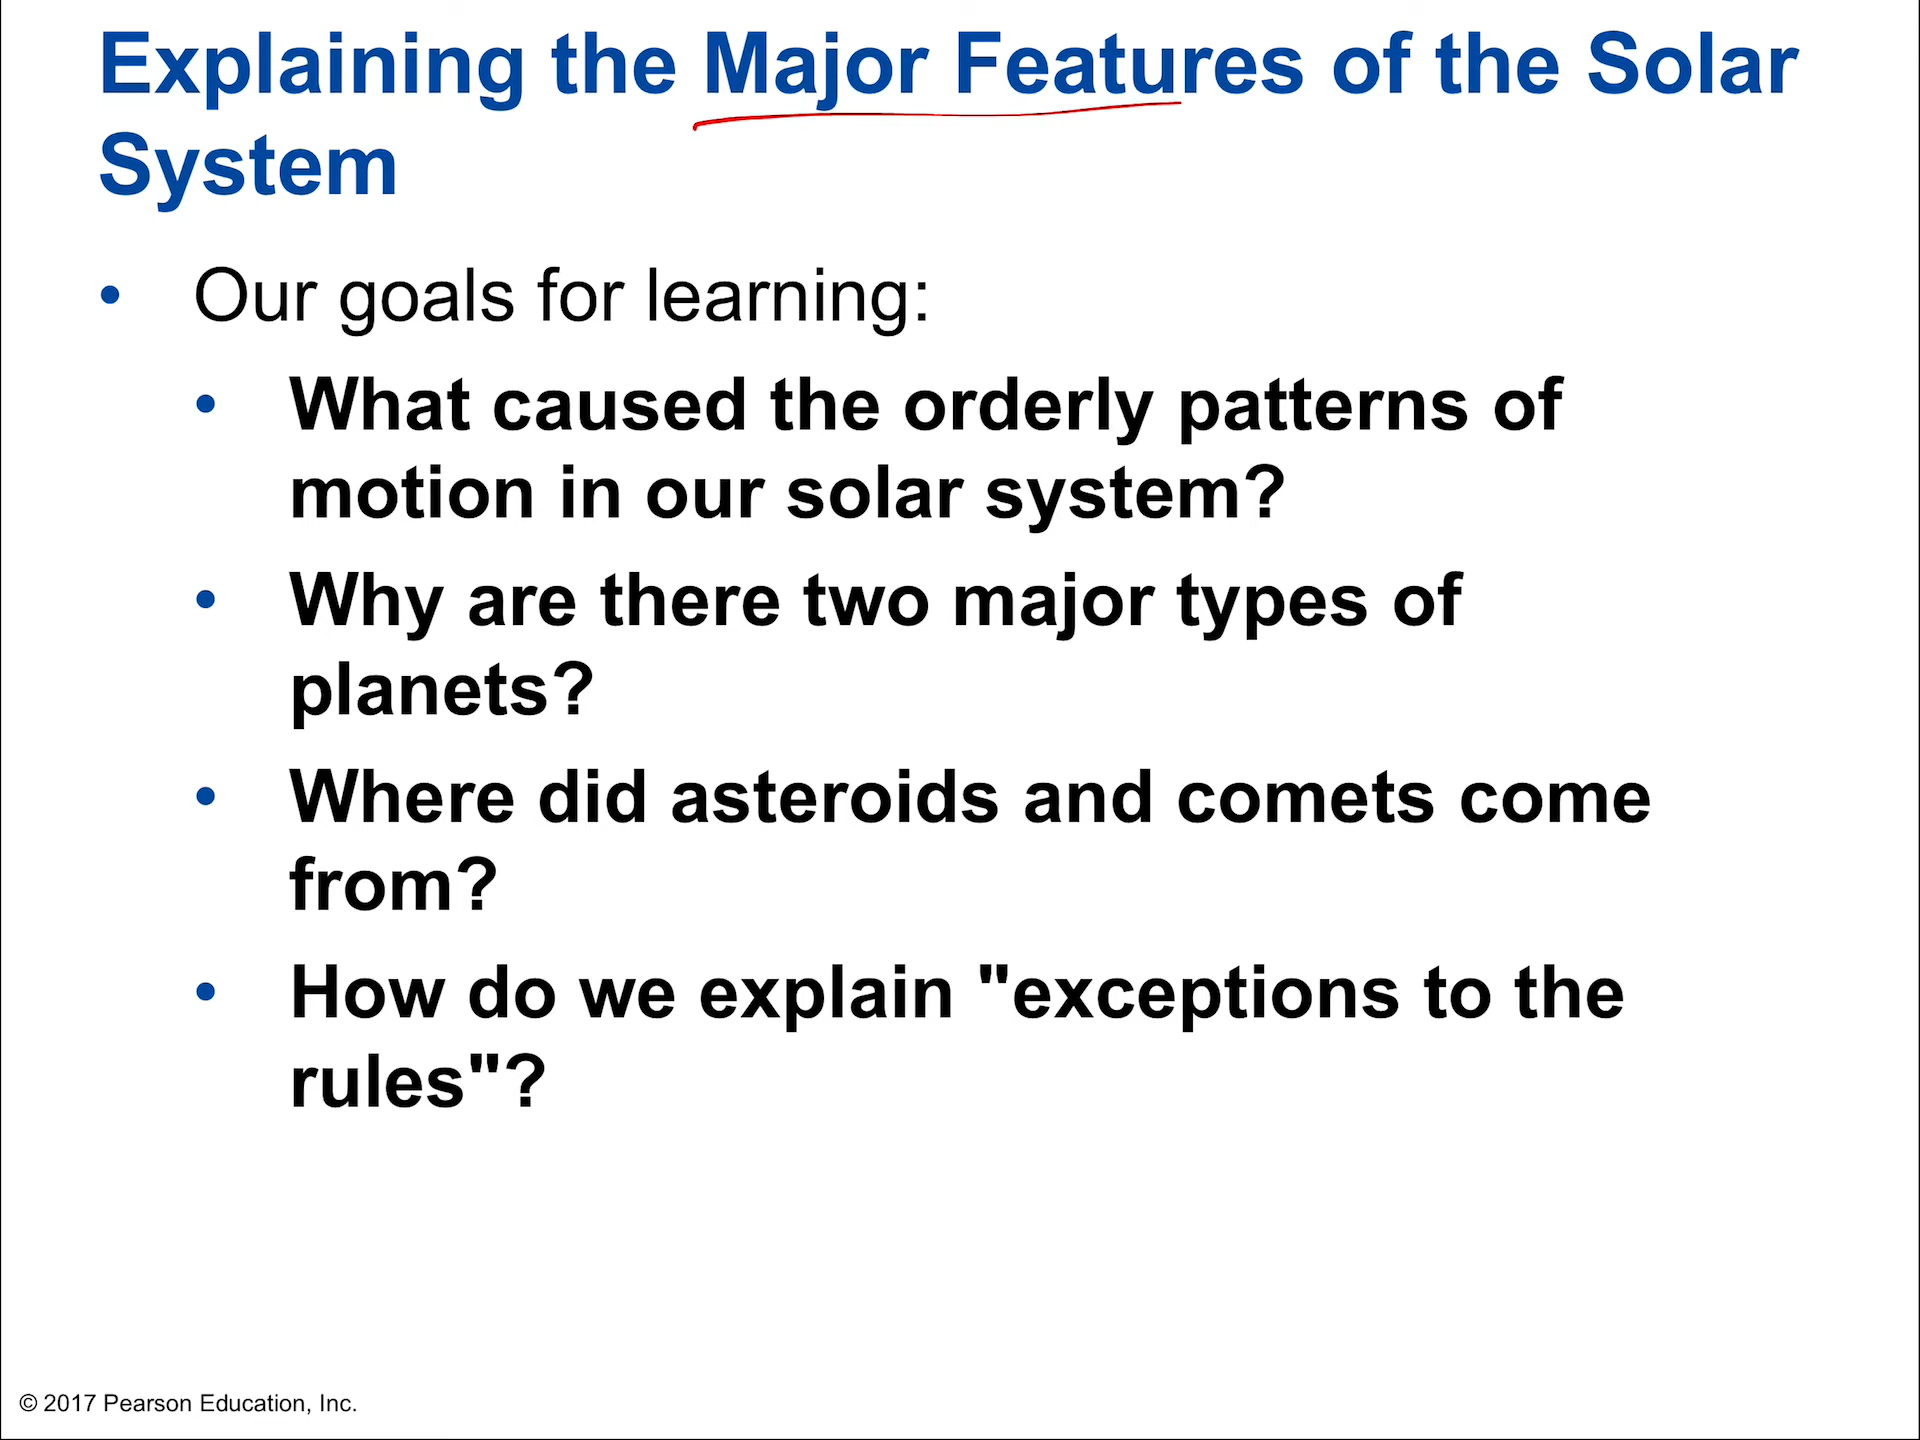 Explaining the Major Features of the Solar
System
• Our goals for learning:
• What caused the orderly patterns of
motion in our solar system?
• Why are there two major types of
planets?
• Where did asteroids and comets come
from?
• How do we explain "exceptions to the
rules"?
© 2017 Pearson Education, Inc.